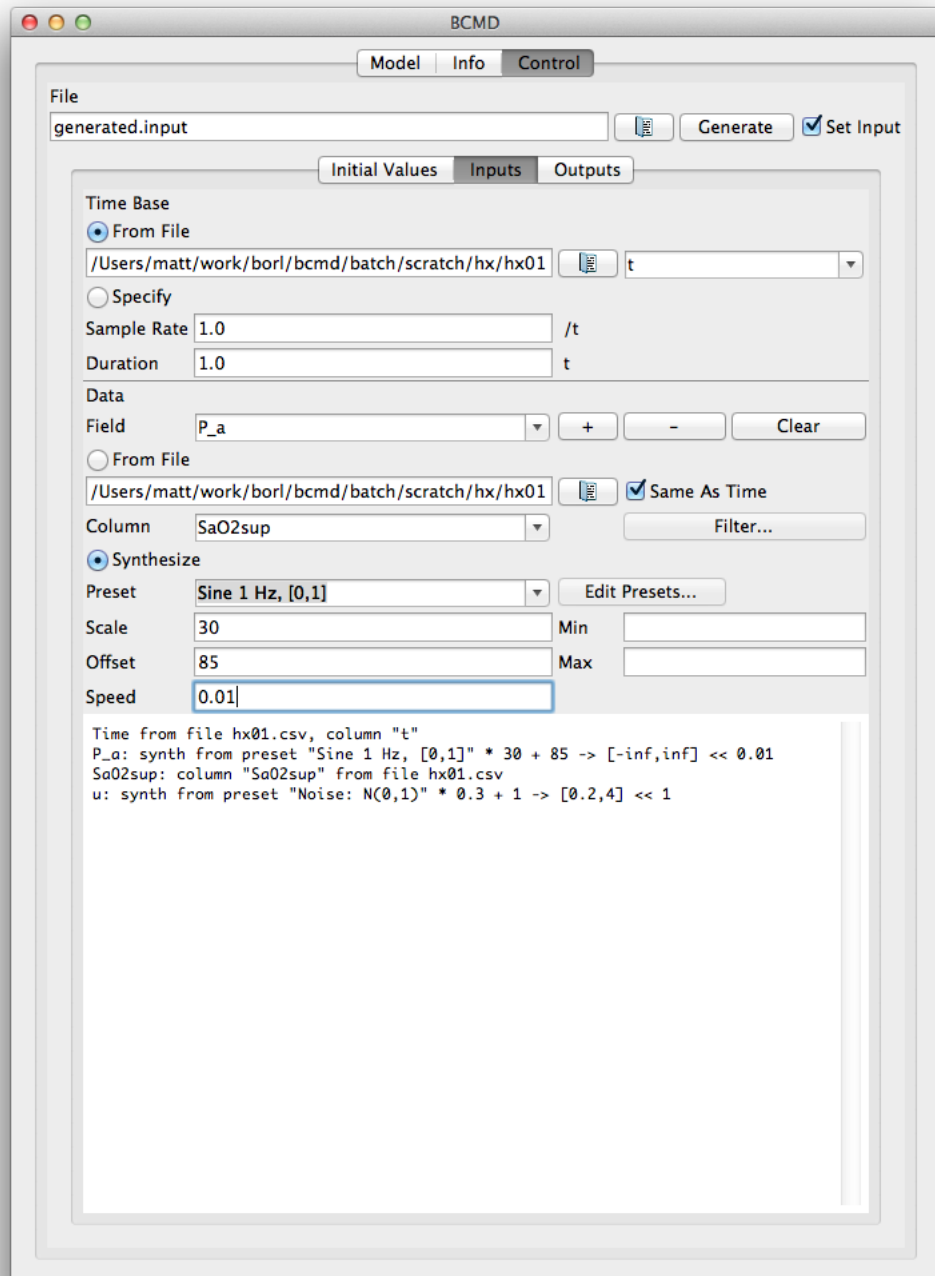 BCMD
Model Info Control
File
generated.input Generate Set Input
Initial Values Inputs Outputs
Time Base
From File
/Users/matt/work/borl/bcmd/batch/scratch/hx/hx01 t
Specify
Sample Rate 1.0 /t
Duration 1.0 t
Data
Field P_a + - Clear
From File
/Users/matt/work/borl/bcmd/batch/scratch/hx/hx01 Same As Time
Column SaO2sup Filter...
Synthesize
Preset Sine 1 Hz, [0,1] Edit Presets...
Scale 30 Min
Offset 85 Max
Speed 0.01
Time from file hx01.csv, column "t"
P_a: synth from preset "Sine 1 Hz, [0,1]" * 30 + 85 -> [-inf,inf] << 0.01
SaO2sup: column "SaO2sup" from file hx01.csv
u: synth from preset "Noise: N(0,1)" * 0.3 + 1 -> [0.2,4] << 1